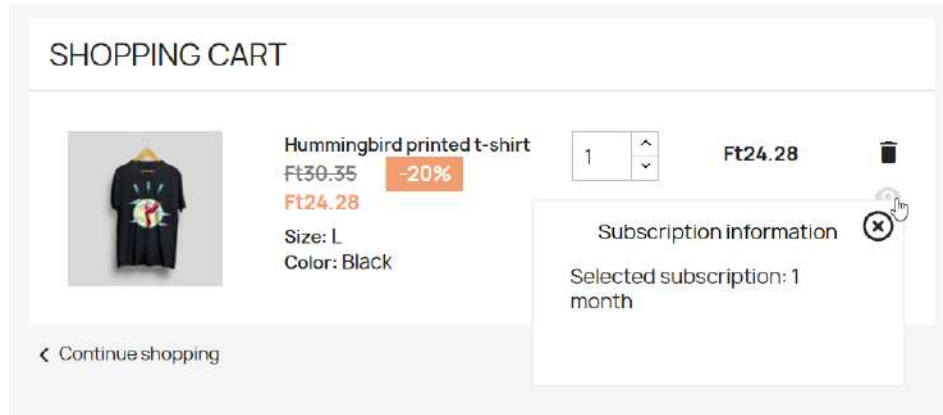 SHOPPING CART
Hummingbird printed t-shirt
Ft30.35 -20%
Ft24.28
Size: L
Color: Black
1
Ft24.28
Subscription information
Selected subscription: 1
month
Continue shopping